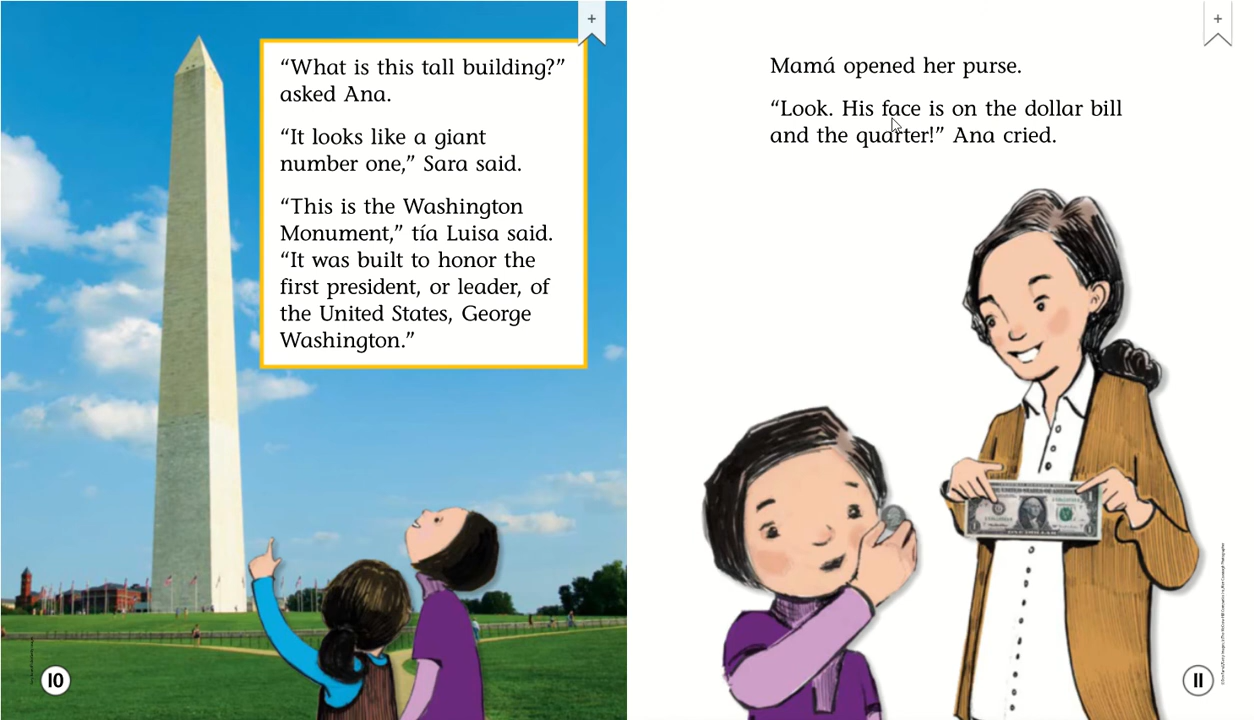 “What is this tall building?”
asked Ana.
“It looks like a giant
number one,” Sara said.
“This is the Washington
Monument,” tía Luisa said.
“It was built to honor the
first president, or leader, of
the United States, George
Washington.”
10
Mamá opened her purse.
“Look. His face is on the dollar bill
and the quarter!” Ana cried.
11